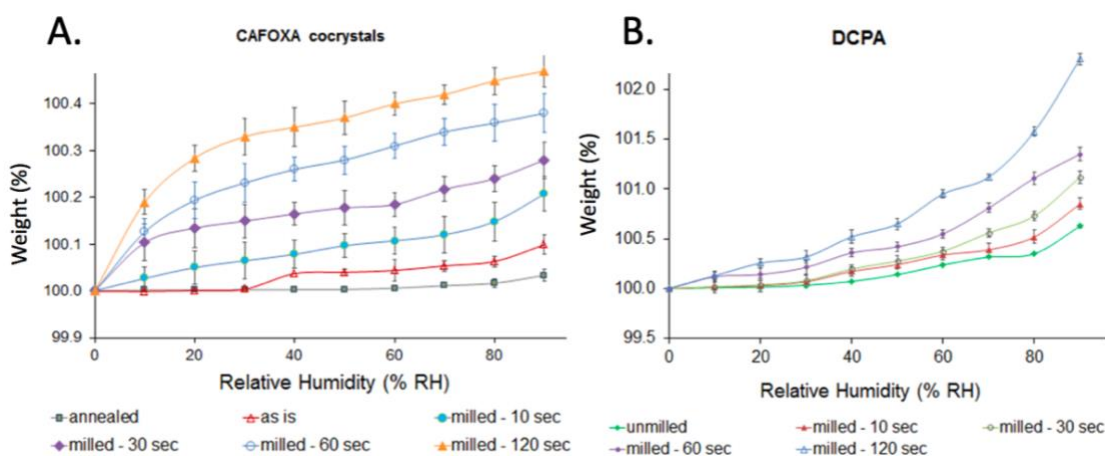 A.
CAFOXA cocrystals
100.4
100.3
100.2
100.1
100.0
99.9
Weight (%)
0 20 40 60 80
Relative Humidity (% RH)
annealed as is milled - 10 sec
milled - 30 sec milled - 60 sec milled - 120 sec
B.
DCPA
102.0
101.5
101.0
100.5
100.0
99.5
Weight (%)
0 20 40 60 80
Relative Humidity (% RH)
unmilled milled - 10 sec milled - 30 sec
milled - 60 sec milled - 120 sec